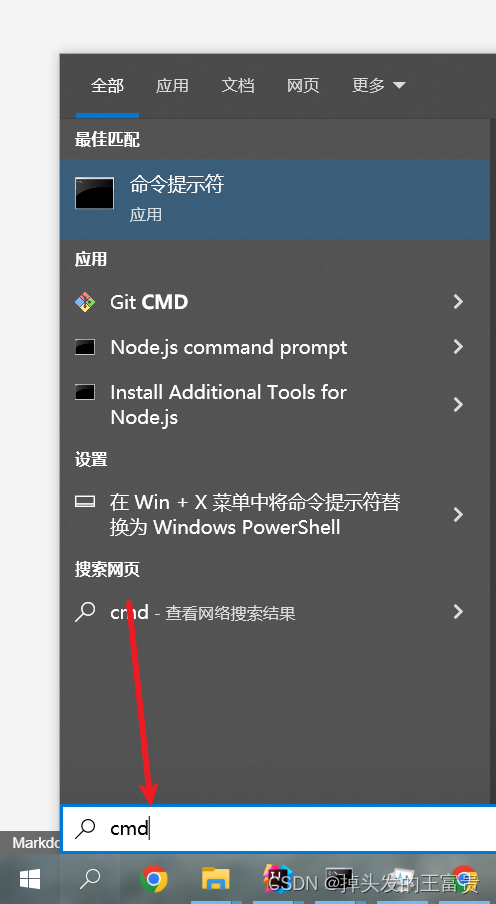 全部 应用 文档 网页 更多
最佳匹配
命令提示符
应用
应用
Git CMD
Node.js command prompt
Install Additional Tools for
Node.js
设置
在 Win + X 菜单中将命令提示符替
换为 Windows PowerShell
搜索网页
cmd - 查看网络搜索结果
cmd
Markdo
CSDN @掉头发的王富贵